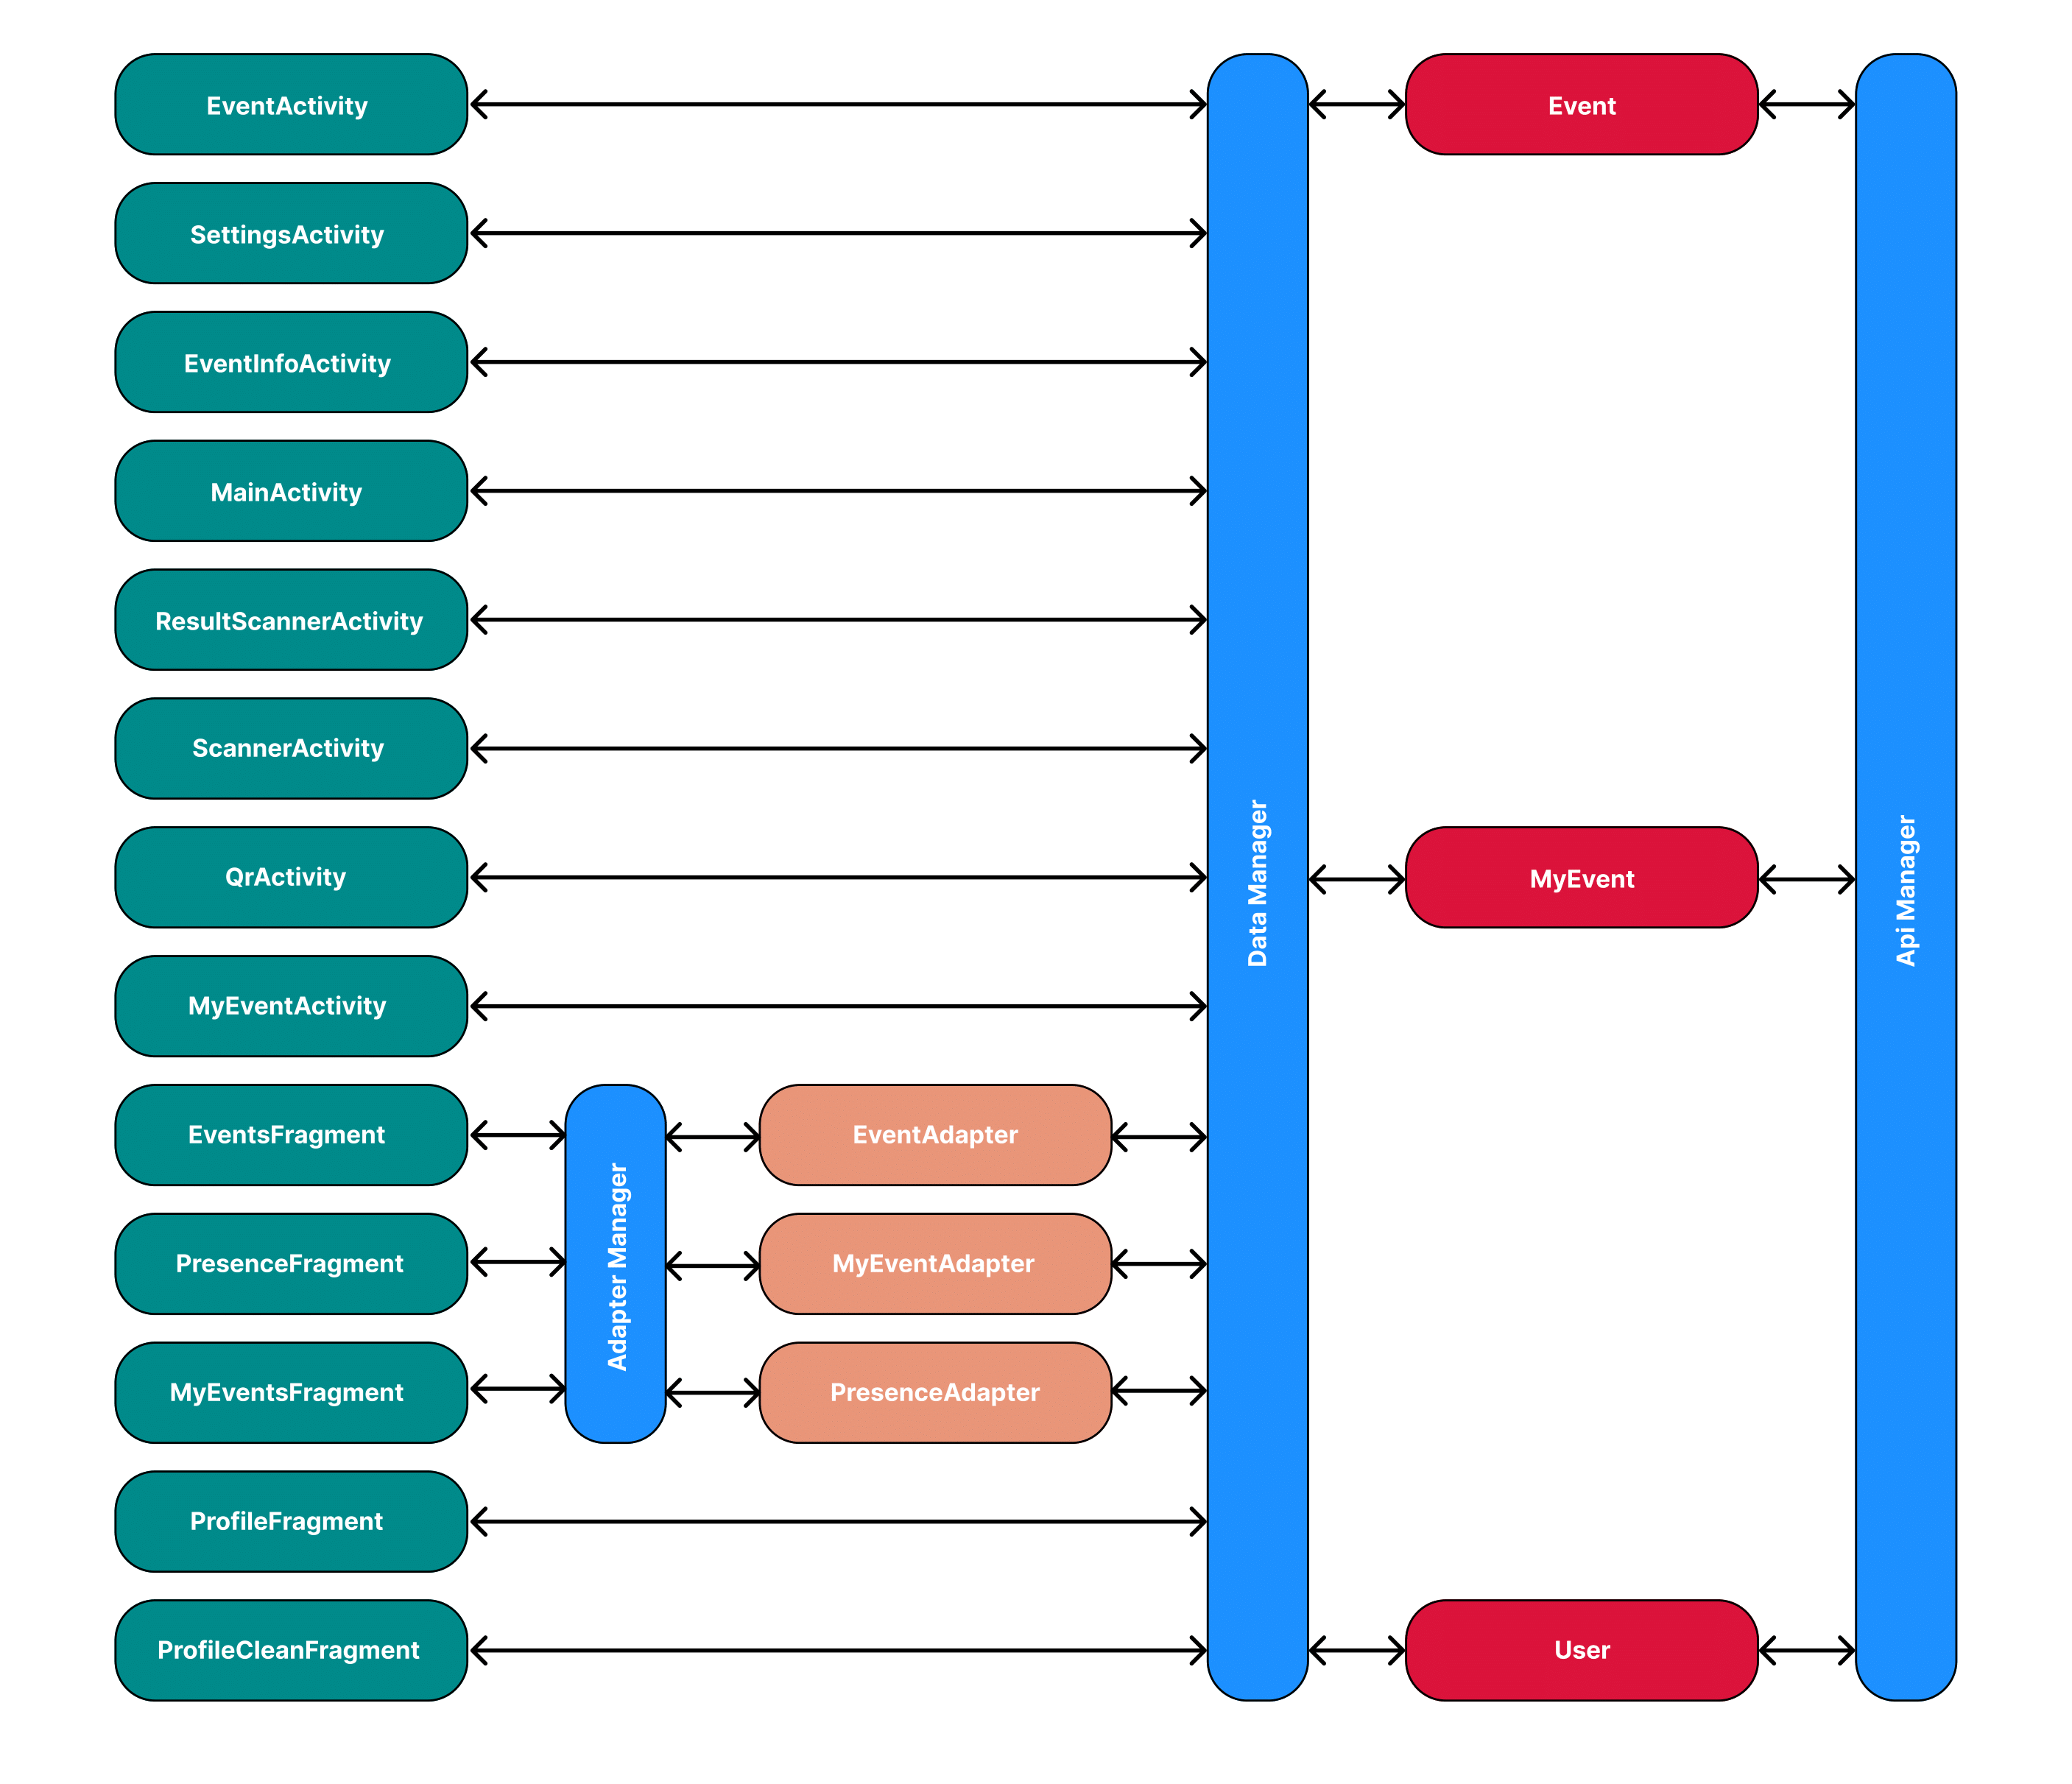 EventActivity
Event
SettingsActivity
EventInfoActivity
MainActivity
ResultScannerActivity
ScannerActivity
QrActivity
Data Manager
MyEvent
Api Manager
MyEventActivity
EventsFragment
Adapter Manager
EventAdapter
PresenceFragment
MyEventAdapter
MyEventsFragment
PresenceAdapter
ProfileFragment
ProfileCleanFragment
User